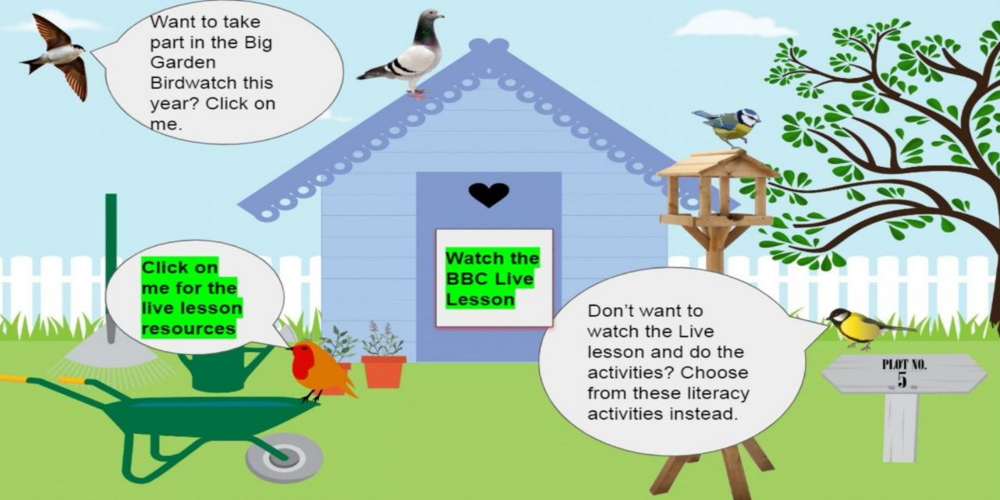 Want to take
part in the Big
Garden
Birdwatch this
year? Click on
me.
Click on
me for the
live lesson
resources
Watch the
BBC Live
Lesson
Don’t want to
watch the Live
lesson and do the
activities? Choose
from these literacy
activities instead.
PLOT NO.
5